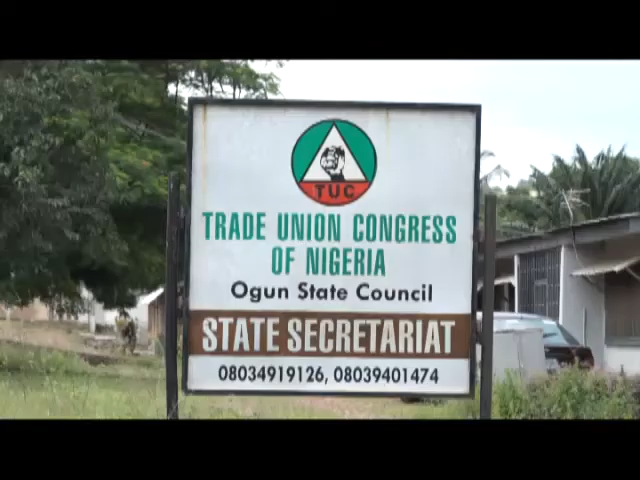 TUC
TRADE UNION CONGRESS
OF NIGERIA
Ogun State Council
STATE SECRETARIAT
08034919126, 08039401474